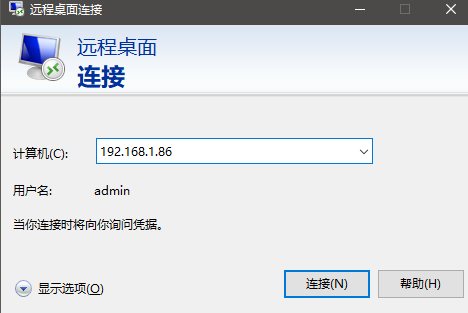 远程桌面连接
远程桌面
连接
计算机(C): 192.168.1.86
用户名: admin
当你连接时将向你询问凭据。
显示选项(O) 连接(N) 帮助(H)